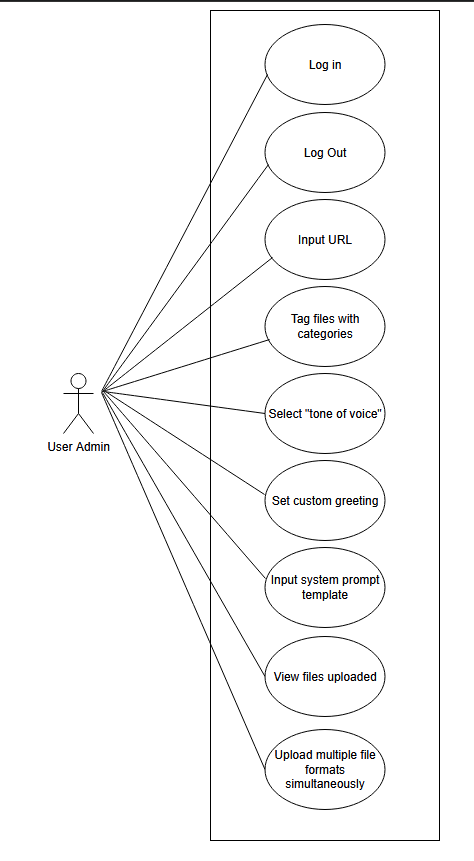 Log in
Log Out
Input URL
Tag files with
categories
Select "tone of voice"
User Admin
Set custom greeting
Input system prompt
template
View files uploaded
Upload multiple file
formats
simultaneously